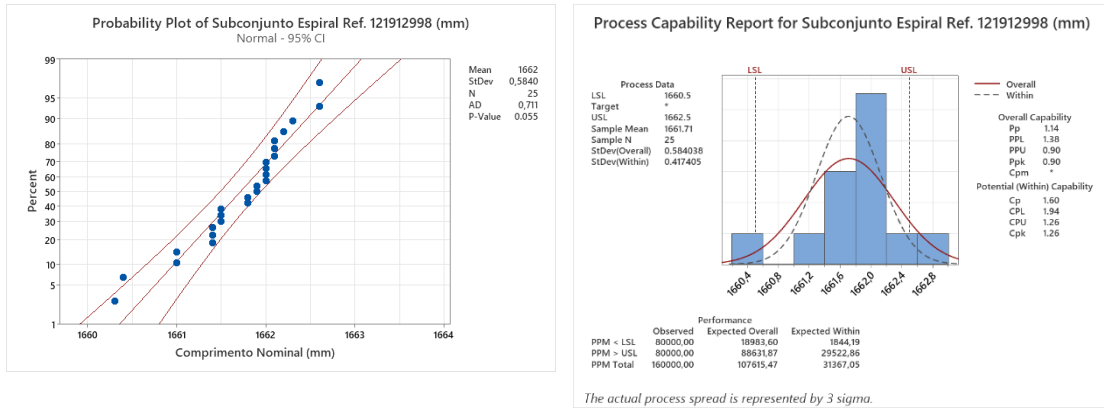 Probability Plot of Subconjunto Espiral Ref. 121912998 (mm)
Normal - 95% CI
99
95
90
80
70
60
50
40
30
20
10
5
1
Percent
1660
1661
1662
1663
1664
Comprimento Nominal (mm)
Mean 1662
StDev 0,5840
N 25
AD 0,711
P-Value 0.055
Process Capability Report for Subconjunto Espiral Ref. 121912998 (mm)
LSL
USL
Process Data
LSL 1660.5
Target *
USL 1662.5
Sample Mean 1661.71
Sample N 25
StDev(Overall) 0.584038
StDev(Within) 0.417405
Overall
Within
Overall Capability
Pp 1.14
PPL 1.38
PPU 0.90
Ppk 0.90
Cpm *
Potential (Within) Capability
Cp 1.60
CPL 1.94
CPU 1.26
Cpk 1.26
1660,4
1660,8
1661,2
1661,6
1662,0
1662,4
1662,8
Performance
Observed Expected Overall Expected Within
PPM < LSL 80000,00 18983,60 1844,19
PPM > USL 80000,00 88631,87 29522,86
PPM Total 160000,00 107615,47 31367,05
The actual process spread is represented by 3 sigma.